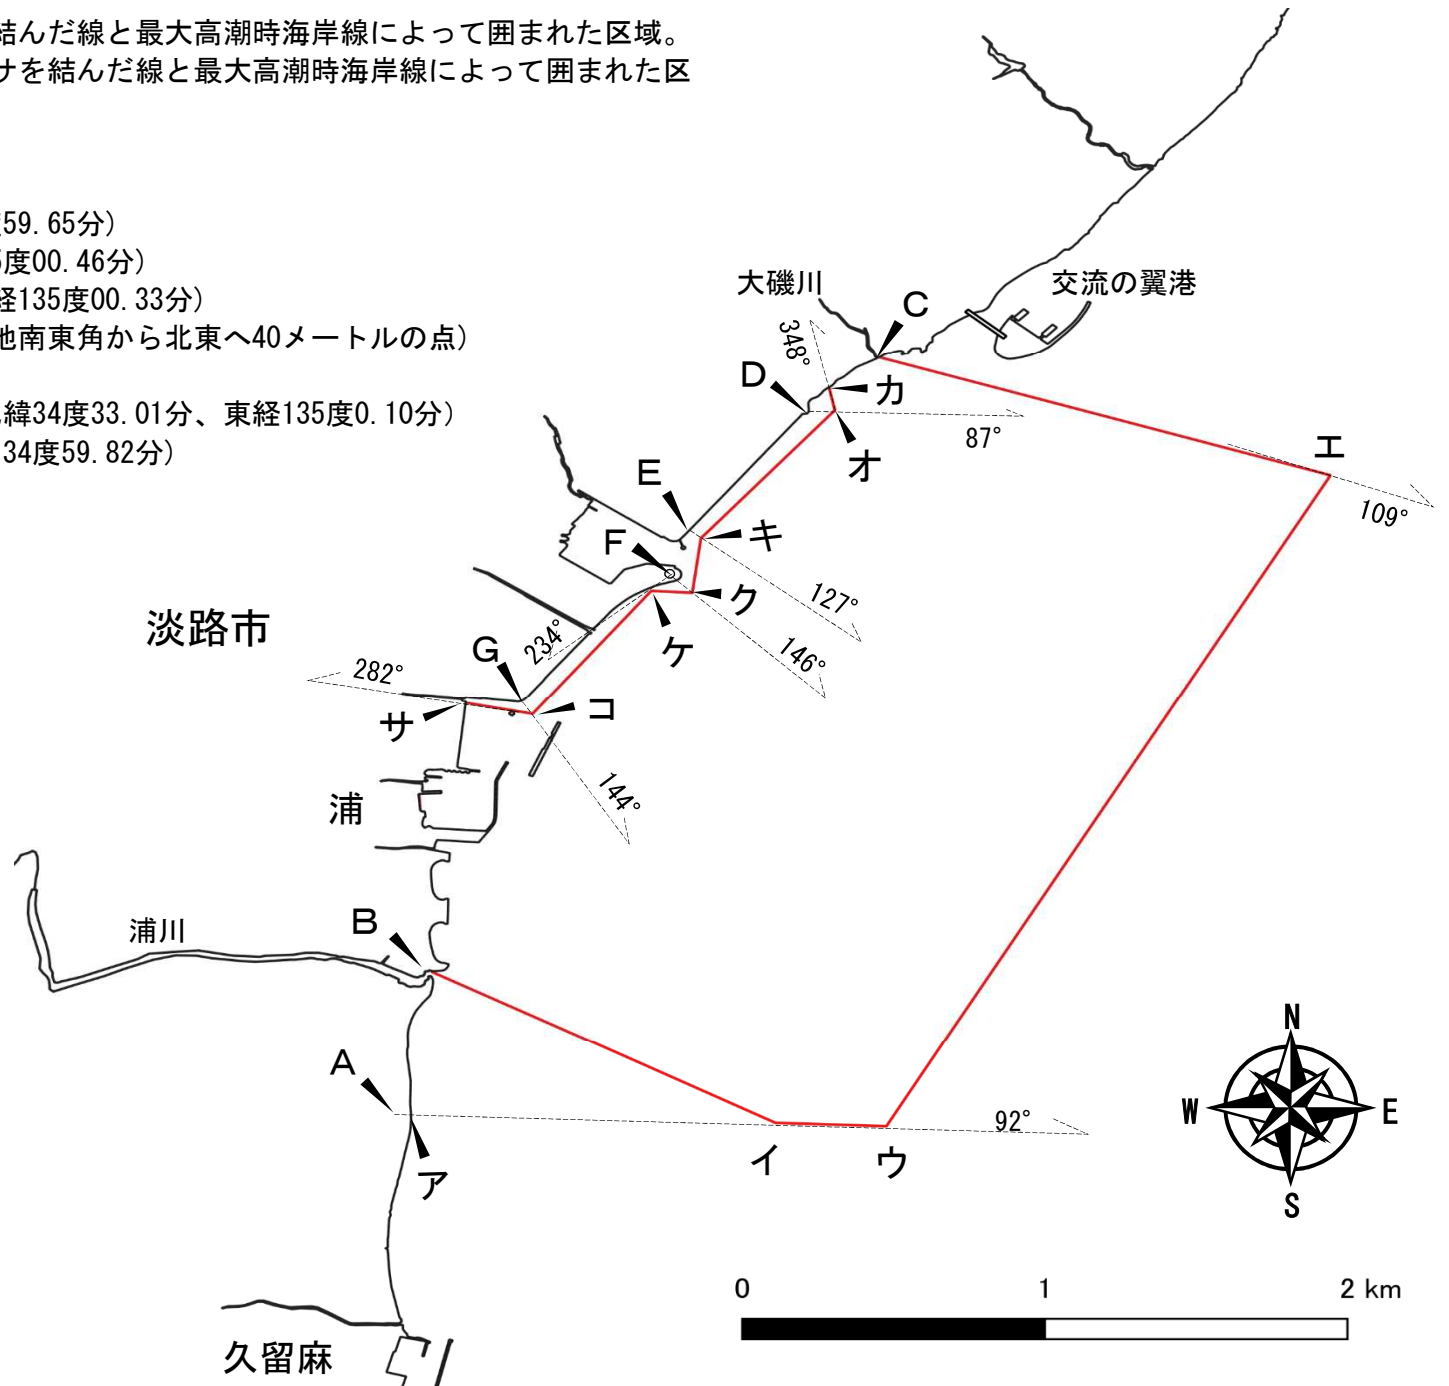 結んだ線と最大高潮時海岸線によって囲まれた区域。
サを結んだ線と最大高潮時海岸線によって囲まれた区
59.65分)
度00.46分)
経135度00.33分)
地南東角から北東へ40メートルの点)
緯34度33.01分、東経135度0.10分)
34度59.82分)
大磯川
C
交流の翼港
348°
D
カ
87°
オ
エ
109°
E
キ
F
ク
127°
淡路市
234°
ケ
146°
G
282°
サ
コ
144°
浦
B
浦川
A
ア
92°
イ
ウ
N
W
E
S
0
1
2 km
久留麻